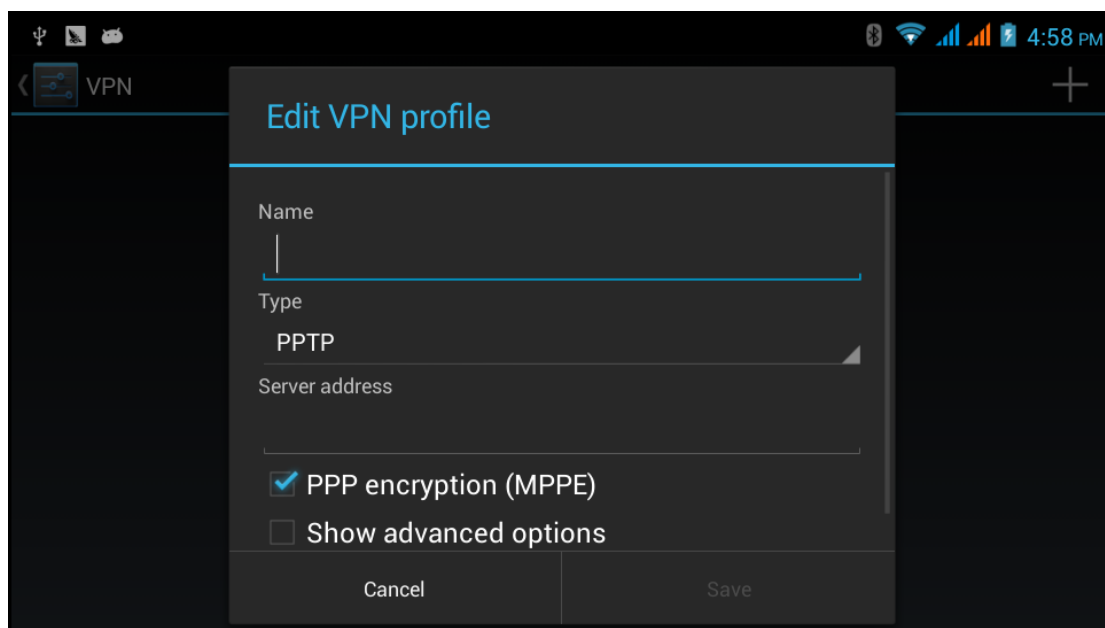 4:58 PM
VPN
Edit VPN profile
Name
Type
PPTP
Server address
PPP encryption (MPPE)
Show advanced options
Cancel Save